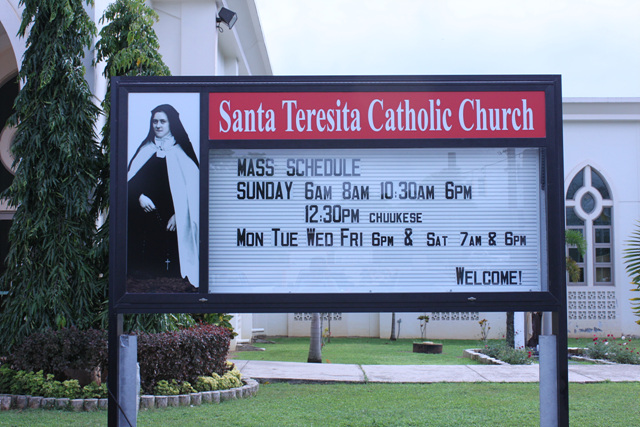 Santa Teresita Catholic Church
MASS SCHEDULE
SUNDAY 6AM 8AM 10:30AM 6PM
12:30PM CHUUKESE
MON TUE WED FRI 6PM & SAT 7AM & 6PM
WELCOME!